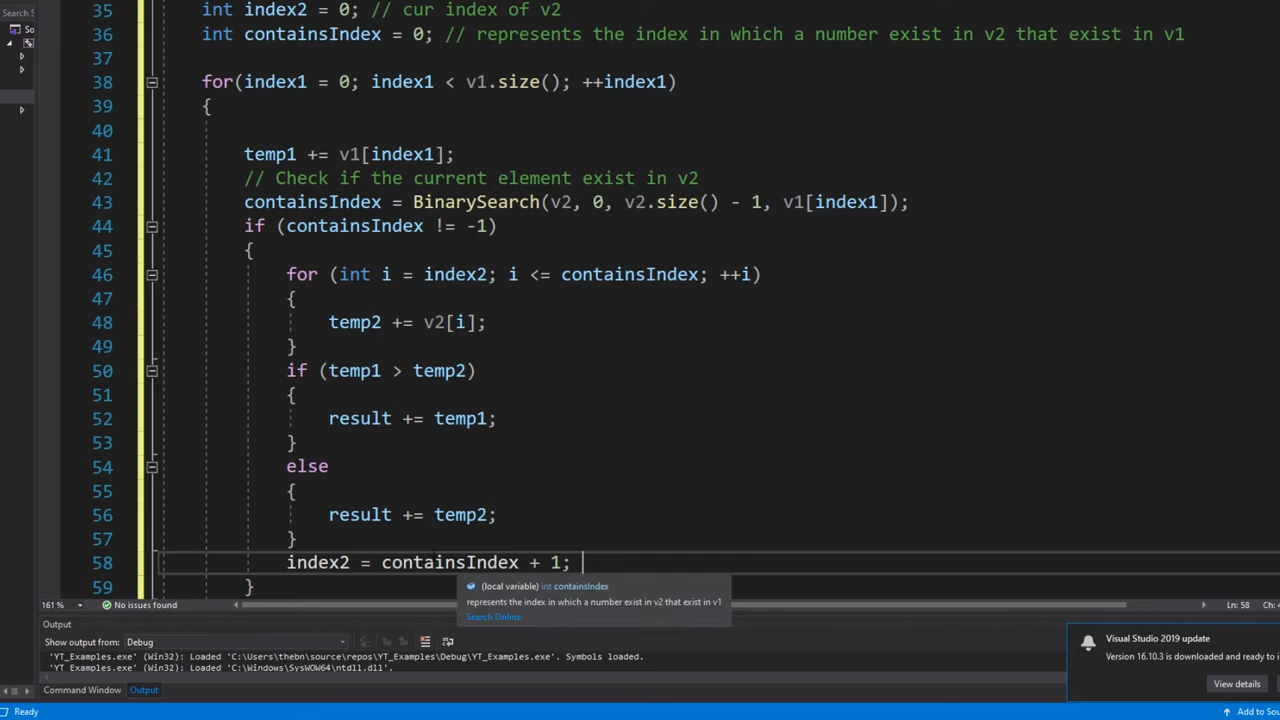 Search S
So
35 int index2 = 0; // cur index of v2
36 int containsIndex = 0; // represents the index in which a number exist in v2 that exist in v1
37
38 for(index1 = 0; index1 < v1.size(); ++index1)
39 {
40
41 temp1 += v1[index1];
42 // Check if the current element exist in v2
43 containsIndex = BinarySearch(v2, 0, v2.size() - 1, v1[index1]);
44 if (containsIndex != -1)
45 {
46 for (int i = index2; i <= containsIndex; ++i)
47 {
48 temp2 += v2[i];
49 }
50 if (temp1 > temp2)
51 {
52 result += temp1;
53 }
54 else
55 {
56 result += temp2;
57 }
58 index2 = containsIndex + 1;
59 }
(local variable) int containsIndex
represents the index in which a number exist in v2 that exist in v1
Search Online
161 % No issues found Ln: 58 Ch: 4
Output
Show output from: Debug
'YT_Examples.exe' (Win32): Loaded 'C:\Users\thebn\source\repos\YT_Examples\Debug\YT_Examples.exe'. Symbols loaded.
'YT_Examples.exe' (Win32): Loaded 'C:\Windows\SysWOW64\ntdll.dll'.
Visual Studio 2019 update
Version 16.10.3 is downloaded and ready to i
View details
Command Window Output
Ready Add to Sou